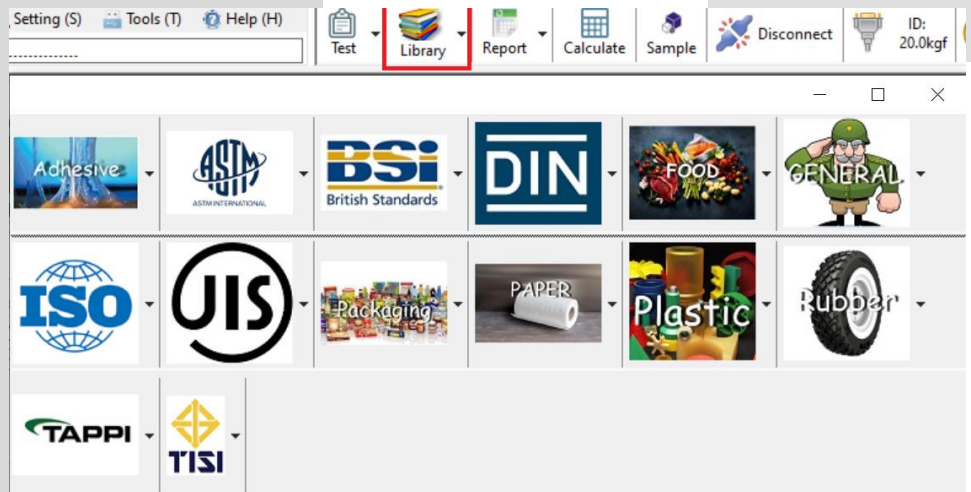 Setting (S) Tools (T) Help (H)
Test Library Report Calculate Sample Disconnect ID:
20.0kgf
--------------
Adhesive ASTM BSi DIN FOOD GENERAL
ASTM INTERNATIONAL British Standards
ISO JIS Packaging PAPER Plastic Rubber
TAPPI TISI